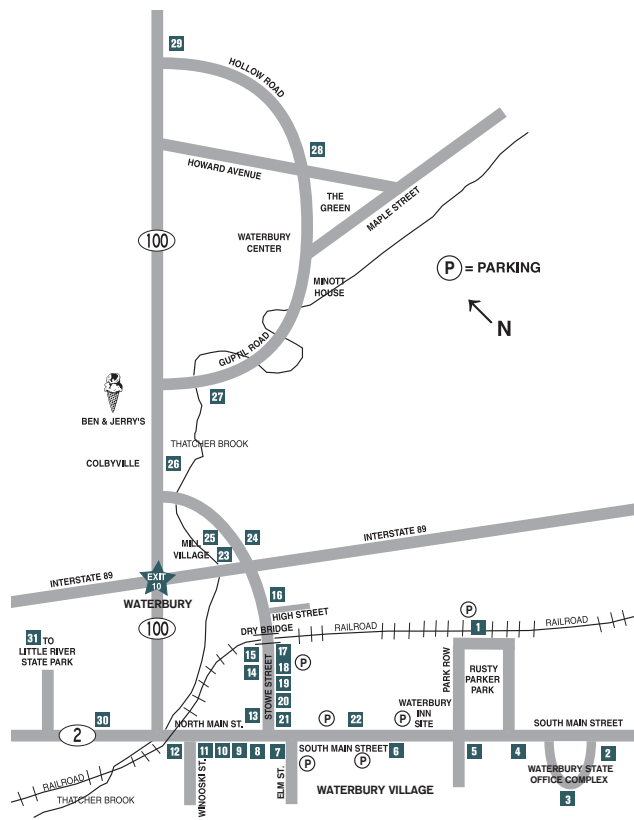 29
HOLLOW ROAD
28
HOWARD AVENUE
THE
GREEN
MAPLE STREET
100
WATERBURY
CENTER
P = PARKING
MINOTT
HOUSE
N
GUPTIL ROAD
27
BEN & JERRY'S
THATCHER BROOK
COLBYVILLE
26
25
24
MILL
VILLAGE
23
INTERSTATE 89
INTERSTATE 89
EXIT
10
WATERBURY
16
HIGH STREET
100
DRY BRIDGE
RAILROAD
P
1
RAILROAD
31 TO
LITTLE RIVER
STATE PARK
15
14
13
STOWE STREET
17
18
19
20
21
P
PARK ROW
RUSTY
PARKER
PARK
WATERBURY
INN
SITE
30
2
NORTH MAIN ST.
P
22
P
SOUTH MAIN STREET
12
11
10
9
8
7
SOUTH MAIN STREET
6
5
4
2
P
P
WINOOSKI ST.
ELM ST.
WATERBURY VILLAGE
WATERBURY STATE
OFFICE COMPLEX
3
RAILROAD
THATCHER BROOK